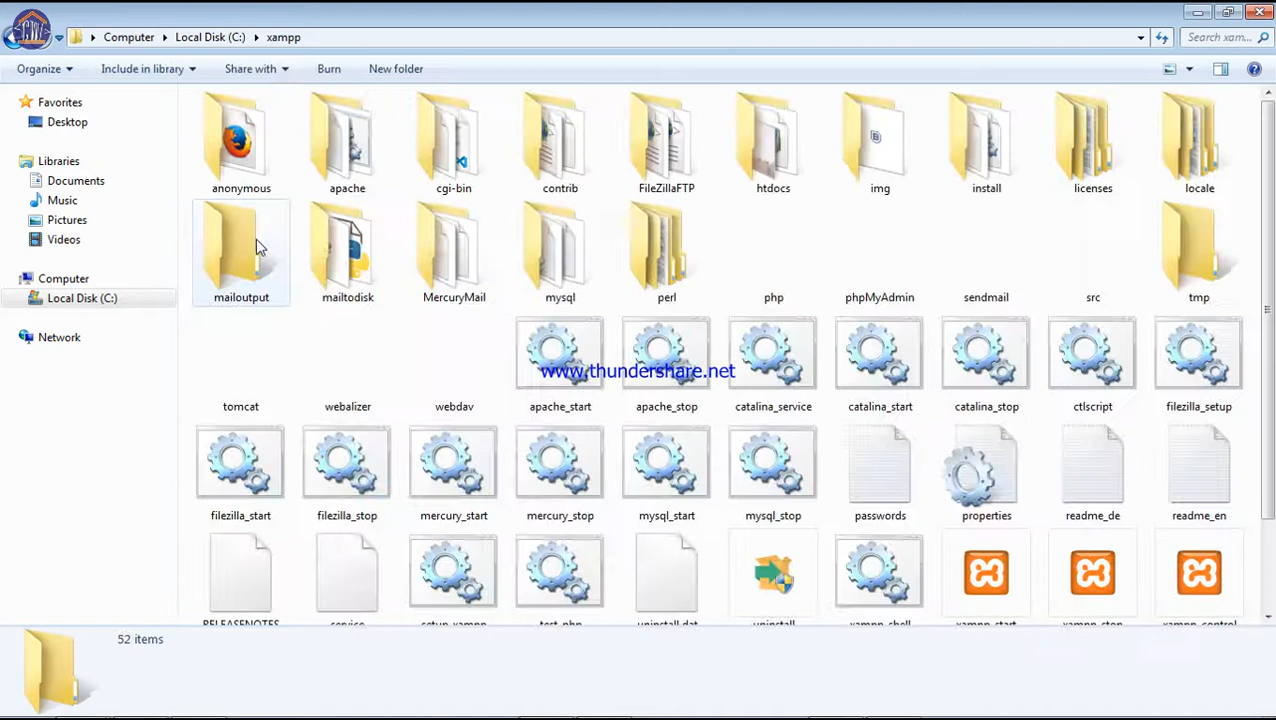 Computer Local Disk (C:) xampp Search xam...
Organize Include in library Share with Burn New folder
Favorites
Desktop
Libraries
Documents
Music
Pictures
Videos
Computer
Local Disk (C:)
Network
anonymous apache cgi-bin contrib FileZillaFTP htdocs img install licenses locale
mailoutput mailtodisk MercuryMail mysql perl php phpMyAdmin sendmail src tmp
www.thundershare.net
tomcat webalizer webdav apache_start apache_stop catalina_service catalina_start catalina_stop ctlscript filezilla_setup
filezilla_start filezilla_stop mercury_start mercury_stop mysql_start mysql_stop passwords properties readme_de readme_en
RELEASENOTES service setup_xampp test_php uninstall.dat uninstall xampp_shell xampp_start xampp_stop xampp_control
52 items